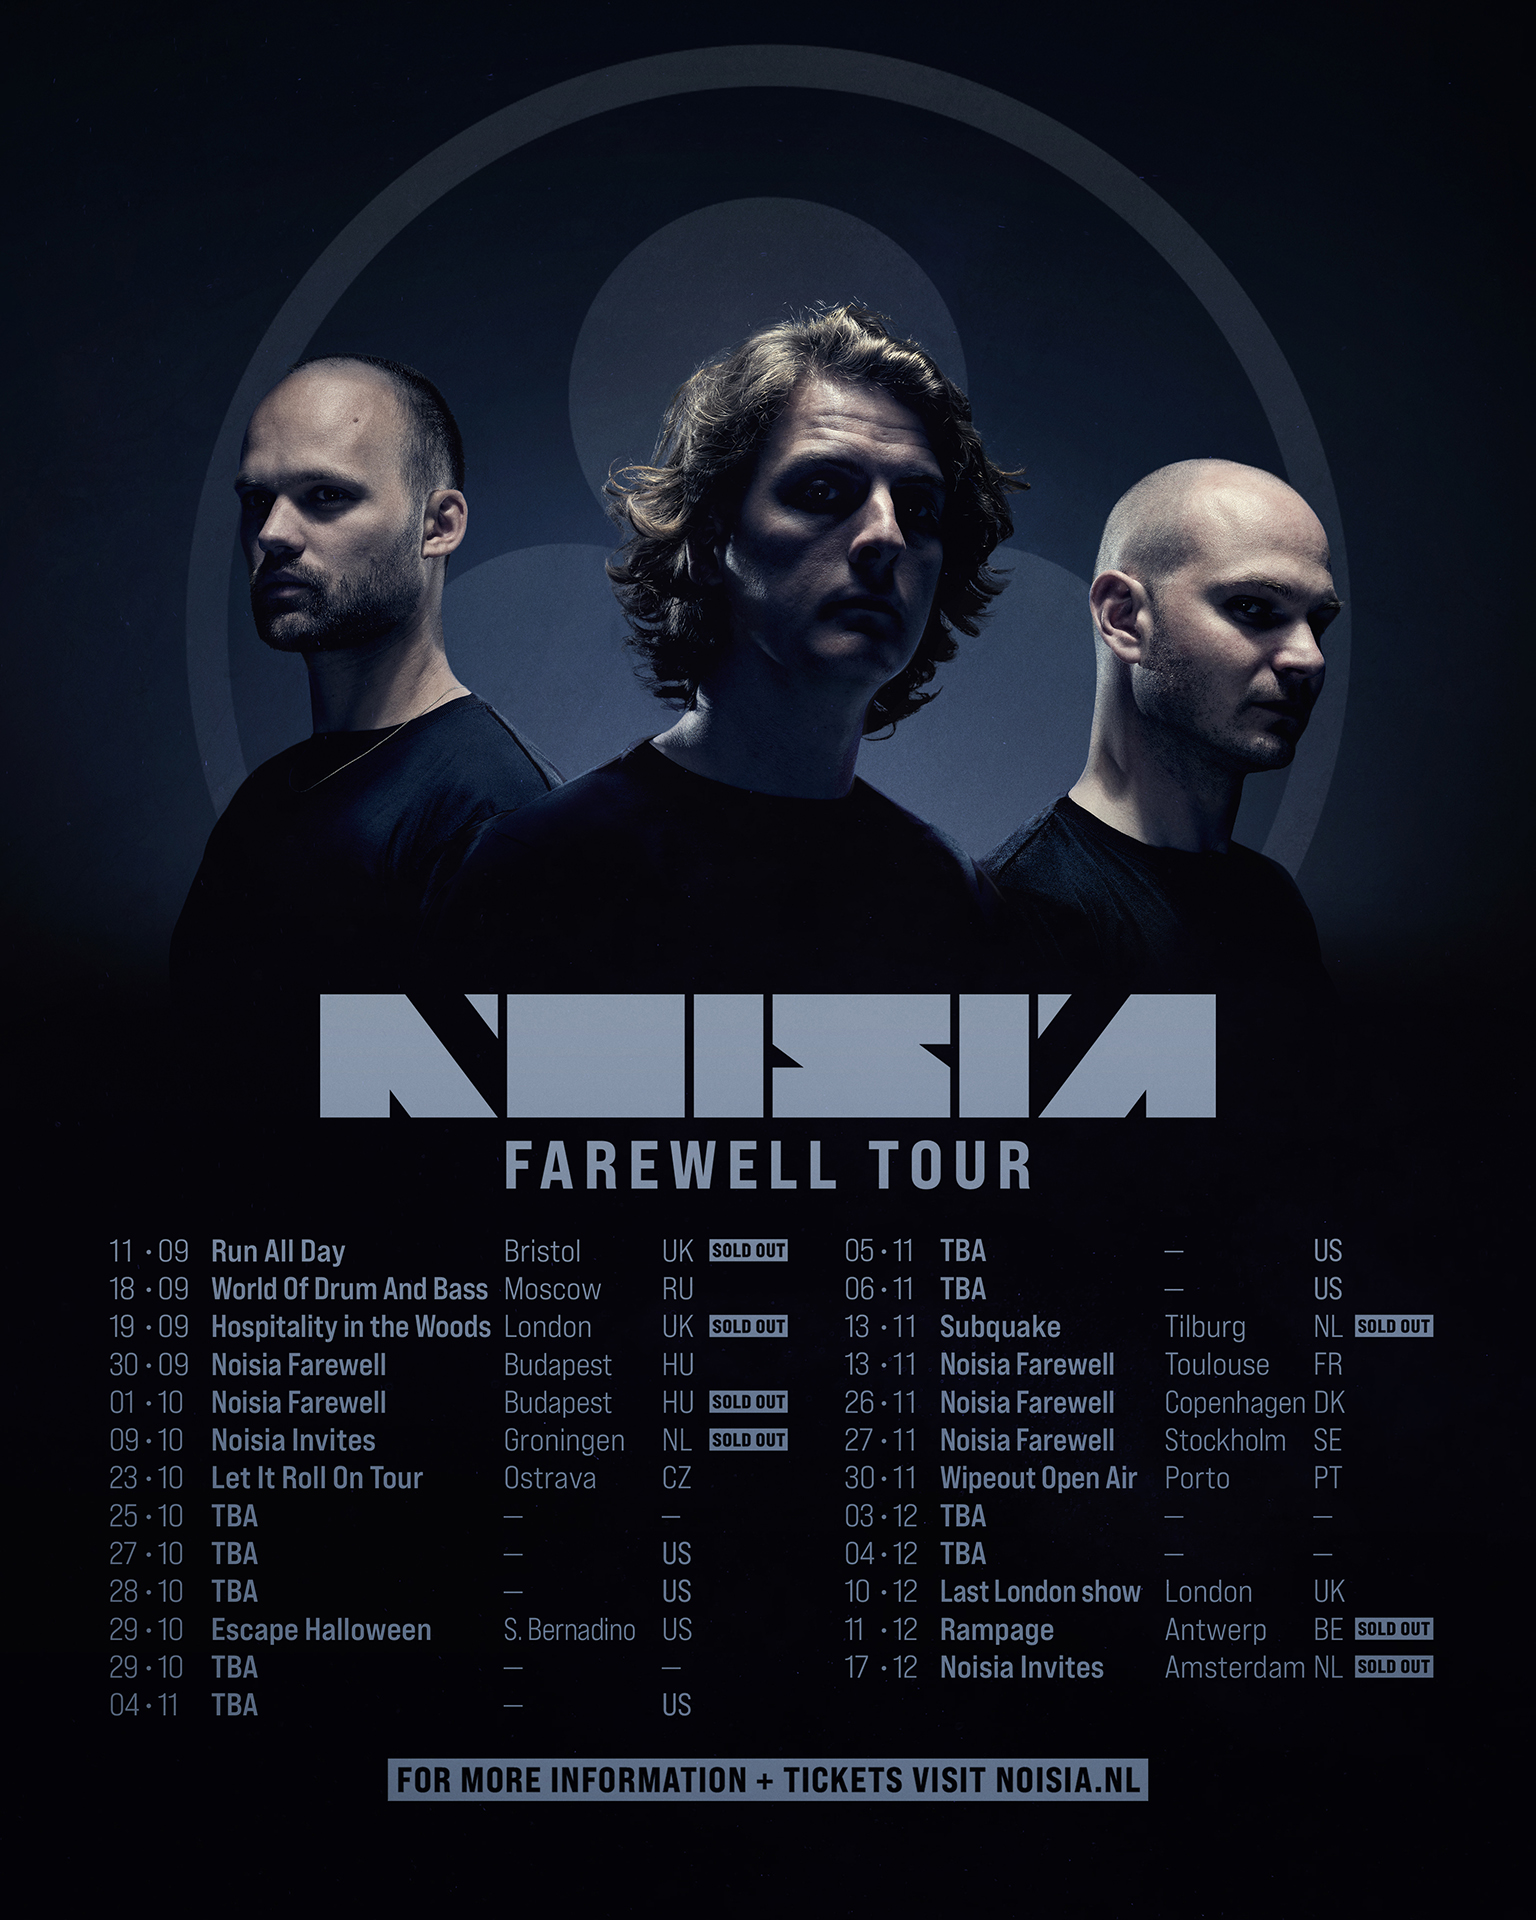 NOISIA
FAREWELL TOUR
11 • 09 Run All Day Bristol UK SOLD OUT
18 • 09 World Of Drum And Bass Moscow RU
19 • 09 Hospitality in the Woods London UK SOLD OUT
30 • 09 Noisia Farewell Budapest HU
01 • 10 Noisia Farewell Budapest HU SOLD OUT
09 • 10 Noisia Invites Groningen NL SOLD OUT
23 • 10 Let It Roll On Tour Ostrava CZ
25 • 10 TBA — —
27 • 10 TBA — US
28 • 10 TBA — US
29 • 10 Escape Halloween S. Bernadino US
29 • 10 TBA — —
04 • 11 TBA — US
05 • 11 TBA — US
06 • 11 TBA — US
13 • 11 Subquake Tilburg NL SOLD OUT
13 • 11 Noisia Farewell Toulouse FR
26 • 11 Noisia Farewell Copenhagen DK
27 • 11 Noisia Farewell Stockholm SE
30 • 11 Wipeout Open Air Porto PT
03 • 12 TBA — —
04 • 12 TBA — —
10 • 12 Last London show London UK
11 • 12 Rampage Antwerp BE SOLD OUT
17 • 12 Noisia Invites Amsterdam NL SOLD OUT
FOR MORE INFORMATION + TICKETS VISIT NOISIA.NL